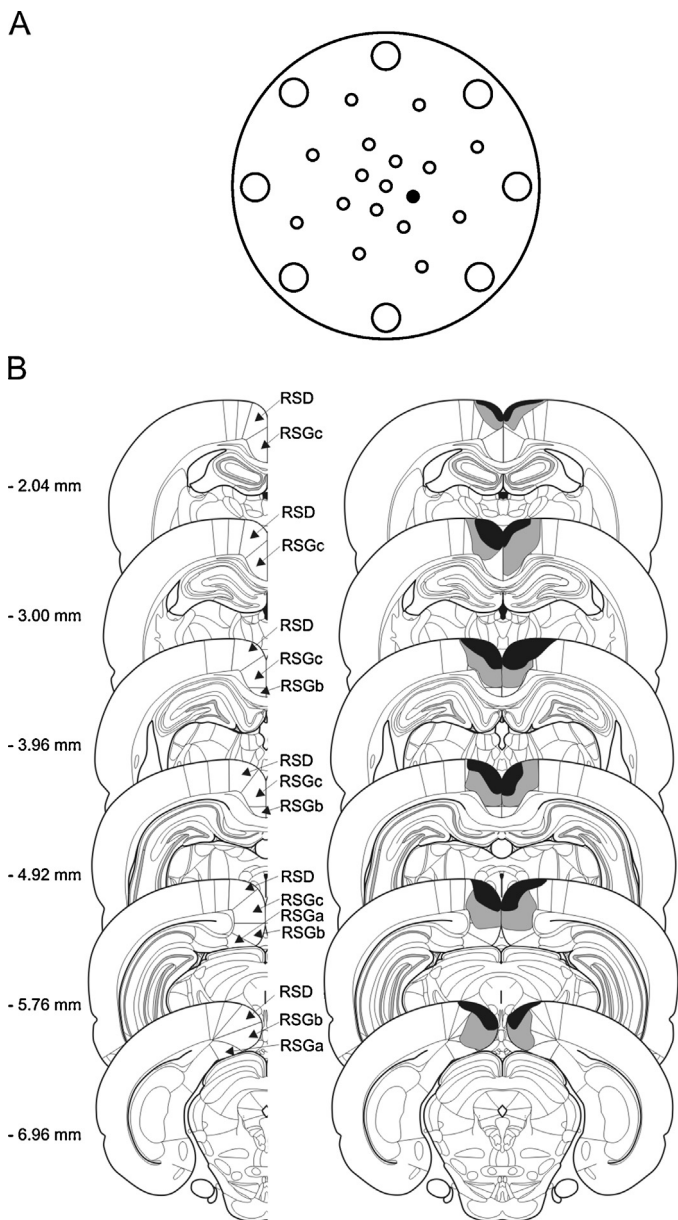 A
B
RSD
RSGc
- 2.04 mm
RSD
RSGc
- 3.00 mm
RSD
RSGc
RSGb
- 3.96 mm
RSD
RSGc
RSGb
- 4.92 mm
RSD
RSGc
RSGa
RSGb
- 5.76 mm
RSD
RSGb
RSGa
- 6.96 mm